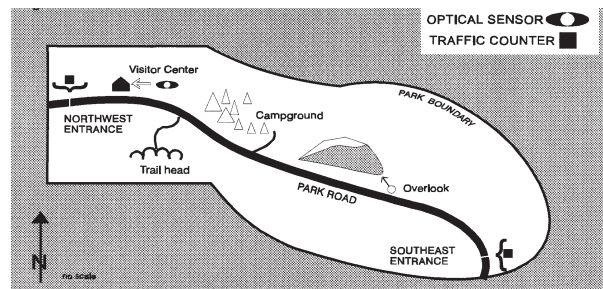 OPTICAL SENSOR
TRAFFIC COUNTER
Visitor Center
PARK BOUNDARY
NORTHWEST
ENTRANCE
Campground
Trail head
Overlook
PARK ROAD
SOUTHEAST
ENTRANCE
N
no scale